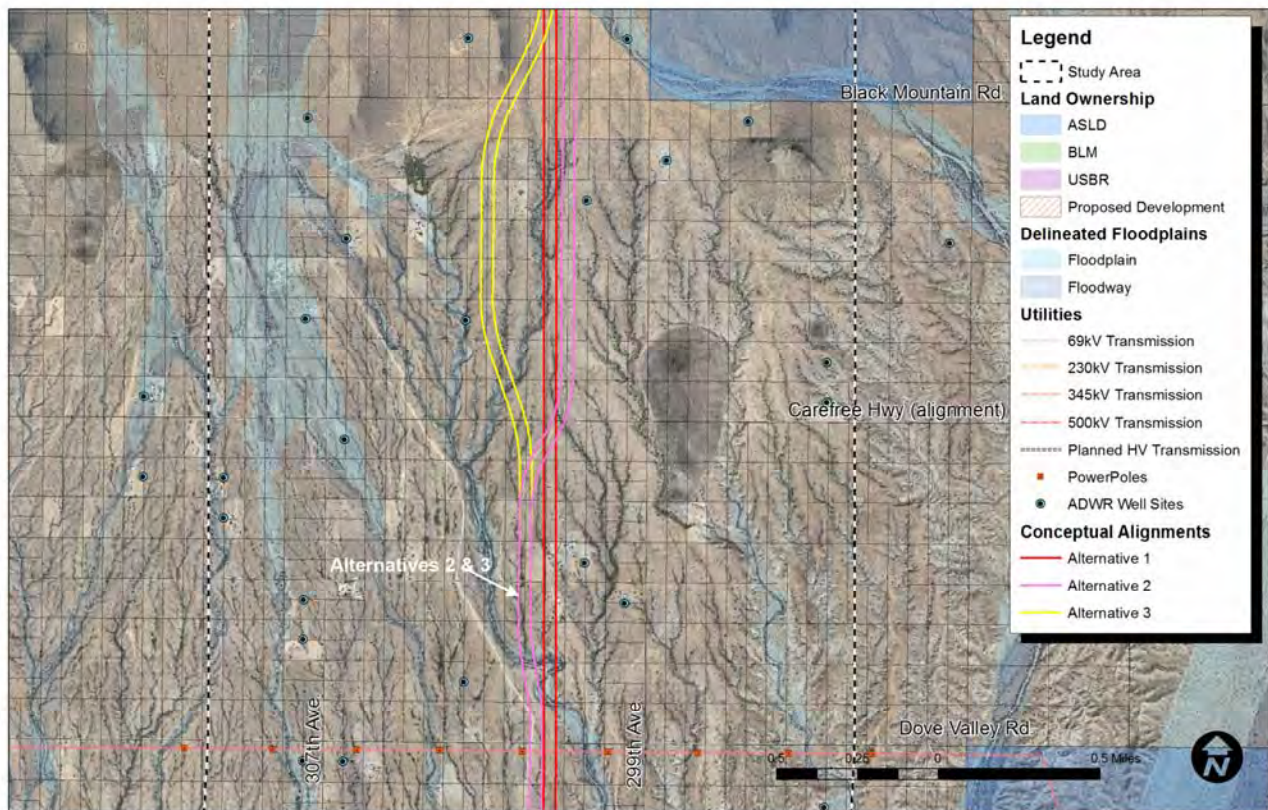 Black Mountain Rd
Carefree Hwy (alignment)
Alternatives 2 & 3
307th Ave
299th Ave
Dove Valley Rd
0.5 0.25 0 0.5 Miles
N
Legend
Study Area
Land Ownership
ASLD
BLM
USBR
Proposed Development
Delineated Floodplains
Floodplain
Floodway
Utilities
69kV Transmission
230kV Transmission
345kV Transmission
500kV Transmission
Planned HV Transmission
PowerPoles
ADWR Well Sites
Conceptual Alignments
Alternative 1
Alternative 2
Alternative 3